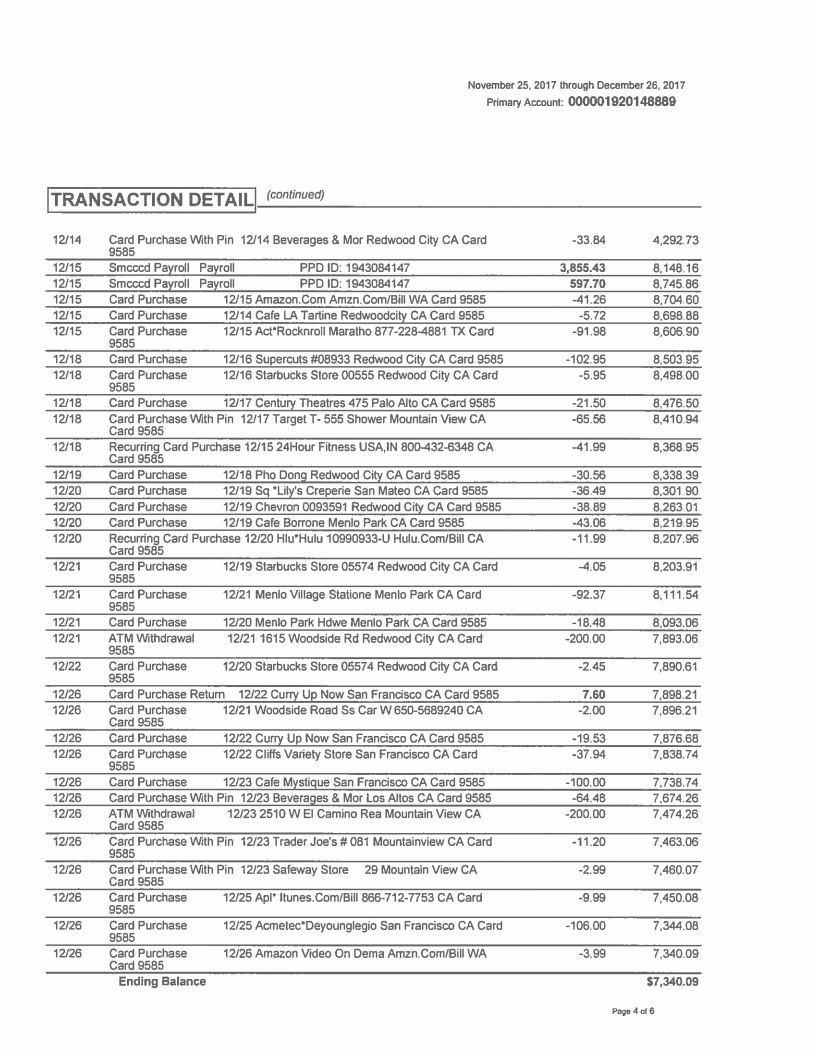 November 25, 2017 through December 26, 2017
Primary Account: 000001920148889
TRANSACTION DETAIL (continued)
12/14 Card Purchase With Pin 12/14 Beverages & Mor Redwood City CA Card -33.84 4,292.73
9585
12/15 Smcccd Payroll Payroll PPD ID: 1943084147 3,855.43 8,148.16
12/15 Smcccd Payroll Payroll PPD ID: 1943084147 597.70 8,745.86
12/15 Card Purchase 12/15 Amazon.Com Amzn.Com/Bill WA Card 9585 -41.26 8,704.60
12/15 Card Purchase 12/14 Cafe LA Tartine Redwoodcity CA Card 9585 -5.72 8,698.88
12/15 Card Purchase 12/15 Act*Rocknroll Maratho 877-228-4881 TX Card -91.98 8,606.90
9585
12/18 Card Purchase 12/16 Supercuts #08933 Redwood City CA Card 9585 -102.95 8,503.95
12/18 Card Purchase 12/16 Starbucks Store 00555 Redwood City CA Card -5.95 8,498.00
9585
12/18 Card Purchase 12/17 Century Theatres 475 Palo Alto CA Card 9585 -21.50 8,476.50
12/18 Card Purchase With Pin 12/17 Target T- 555 Shower Mountain View CA -65.56 8,410.94
Card 9585
12/18 Recurring Card Purchase 12/15 24Hour Fitness USA,IN 800-432-6348 CA -41.99 8,368.95
Card 9585
12/19 Card Purchase 12/18 Pho Dong Redwood City CA Card 9585 -30.56 8,338.39
12/20 Card Purchase 12/19 Sq *Lily's Creperie San Mateo CA Card 9585 -36.49 8,301.90
12/20 Card Purchase 12/19 Chevron 0093591 Redwood City CA Card 9585 -38.89 8,263.01
12/20 Card Purchase 12/19 Cafe Borrone Menlo Park CA Card 9585 -43.06 8,219.95
12/20 Recurring Card Purchase 12/20 Hlu*Hulu 10990933-U Hulu.Com/Bill CA -11.99 8,207.96
Card 9585
12/21 Card Purchase 12/19 Starbucks Store 05574 Redwood City CA Card -4.05 8,203.91
9585
12/21 Card Purchase 12/21 Menlo Village Statione Menlo Park CA Card -92.37 8,111.54
9585
12/21 Card Purchase 12/20 Menlo Park Hdwe Menlo Park CA Card 9585 -18.48 8,093.06
12/21 ATM Withdrawal 12/21 1615 Woodside Rd Redwood City CA Card -200.00 7,893.06
9585
12/22 Card Purchase 12/20 Starbucks Store 05574 Redwood City CA Card -2.45 7,890.61
9585
12/26 Card Purchase Return 12/22 Curry Up Now San Francisco CA Card 9585 7.60 7,898.21
12/26 Card Purchase 12/21 Woodside Road Ss Car W 650-5689240 CA -2.00 7,896.21
Card 9585
12/26 Card Purchase 12/22 Curry Up Now San Francisco CA Card 9585 -19.53 7,876.68
12/26 Card Purchase 12/22 Cliffs Variety Store San Francisco CA Card -37.94 7,838.74
9585
12/26 Card Purchase 12/23 Cafe Mystique San Francisco CA Card 9585 -100.00 7,738.74
12/26 Card Purchase With Pin 12/23 Beverages & Mor Los Altos CA Card 9585 -64.48 7,674.26
12/26 ATM Withdrawal 12/23 2510 W El Camino Rea Mountain View CA -200.00 7,474.26
Card 9585
12/26 Card Purchase With Pin 12/23 Trader Joe's # 081 Mountainview CA Card -11.20 7,463.06
9585
12/26 Card Purchase With Pin 12/23 Safeway Store 29 Mountain View CA -2.99 7,460.07
Card 9585
12/26 Card Purchase 12/25 Apl* Itunes.Com/Bill 866-712-7753 CA Card -9.99 7,450.08
9585
12/26 Card Purchase 12/25 Acmetec*Deyounglegio San Francisco CA Card -106.00 7,344.08
9585
12/26 Card Purchase 12/26 Amazon Video On Dema Amzn.Com/Bill WA -3.99 7,340.09
Card 9585
Ending Balance $7,340.09
Page 4 of 6